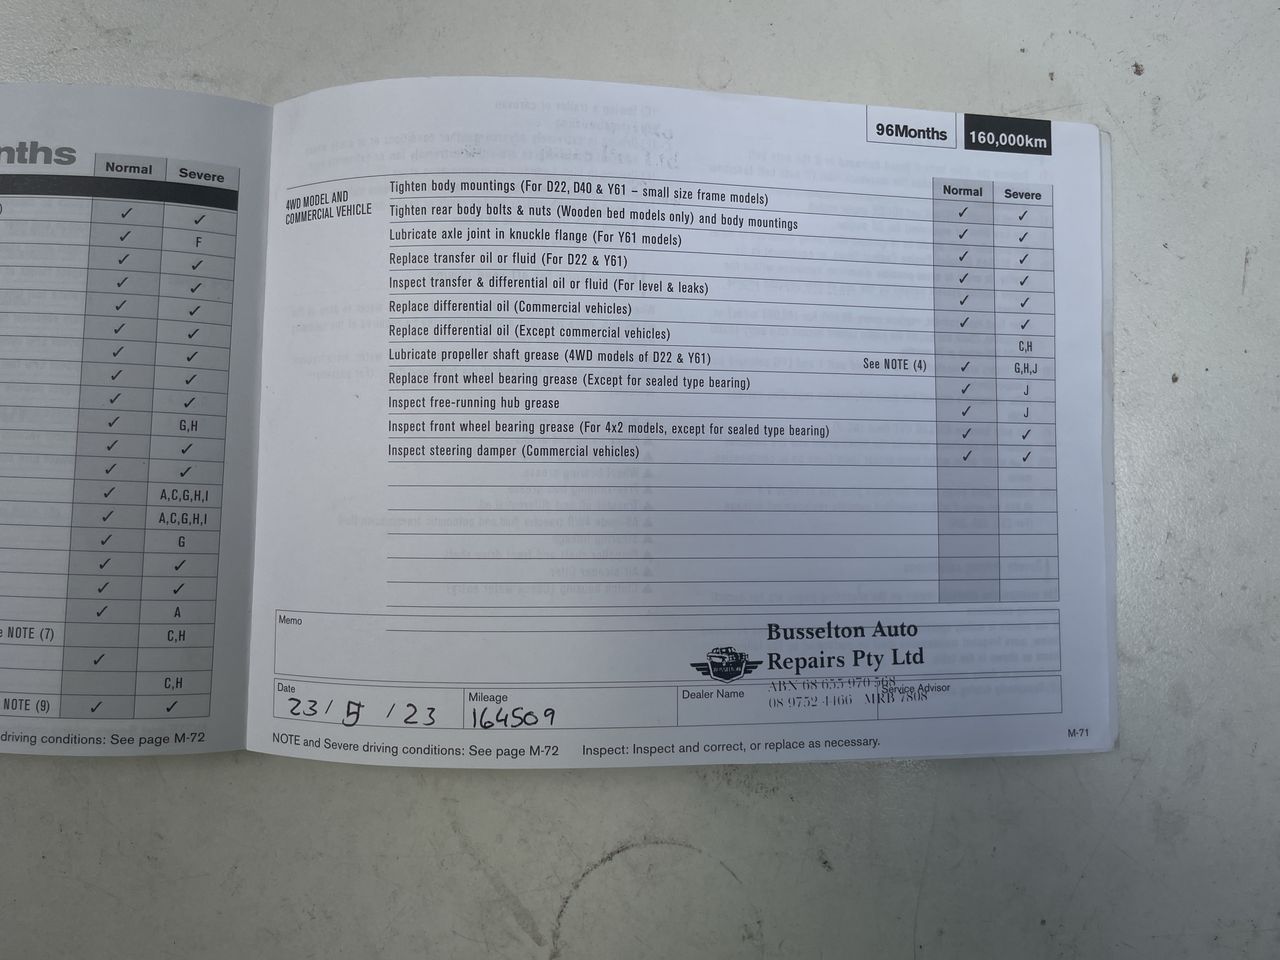 nths
Normal Severe
✓ ✓
✓ F
✓ ✓
✓ ✓
✓ ✓
✓ ✓
✓ ✓
✓ ✓
✓ ✓
✓ G,H
✓ ✓
✓ ✓
✓ A,C,G,H,I
✓ A,C,G,H,I
✓ G
✓ ✓
✓ ✓
✓ A
NOTE (7) C,H
✓
C,H
NOTE (9) ✓ ✓
driving conditions: See page M-72
96Months 160,000km
Normal Severe
4WD MODEL AND
COMMERCIAL VEHICLE
Tighten body mountings (For D22, D40 & Y61 – small size frame models) ✓ ✓
Tighten rear body bolts & nuts (Wooden bed models only) and body mountings ✓ ✓
Lubricate axle joint in knuckle flange (For Y61 models) ✓ ✓
Replace transfer oil or fluid (For D22 & Y61) ✓ ✓
Inspect transfer & differential oil or fluid (For level & leaks) ✓ ✓
Replace differential oil (Commercial vehicles) ✓ ✓
Replace differential oil (Except commercial vehicles) C,H
Lubricate propeller shaft grease (4WD models of D22 & Y61) See NOTE (4) ✓ G,H,J
Replace front wheel bearing grease (Except for sealed type bearing) ✓ J
Inspect free-running hub grease ✓ J
Inspect front wheel bearing grease (For 4x2 models, except for sealed type bearing) ✓ ✓
Inspect steering damper (Commercial vehicles) ✓ ✓
Memo
Busselton Auto
Repairs Pty Ltd
ABN 68 655 970 568
08 9752 4466 MRB 7808
Date
23/5/23
Mileage
164509
Dealer Name
Service Advisor
NOTE and Severe driving conditions: See page M-72 Inspect: Inspect and correct, or replace as necessary.
M-71